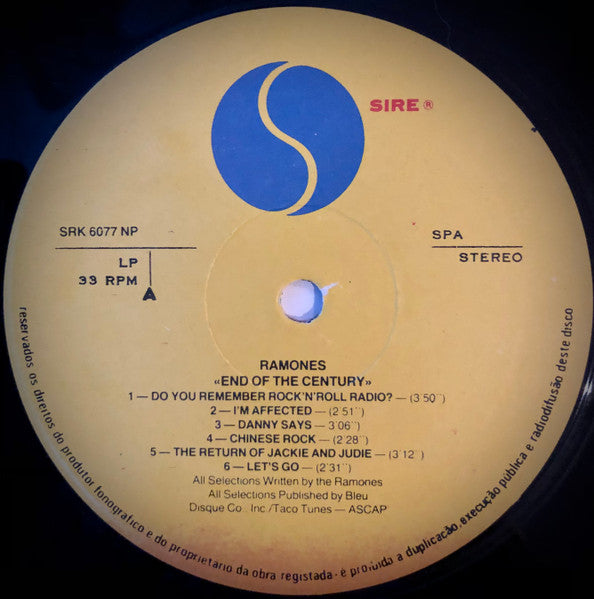 SIRE ®
SRK 6077 NP
LP
33 RPM
A
SPA
STEREO
RAMONES
«END OF THE CENTURY»
1 — DO YOU REMEMBER ROCK'N'ROLL RADIO? — (3'50'')
2 — I'M AFFECTED — (2'51'')
3 — DANNY SAYS — 3'06'')
4 — CHINESE ROCK — (2'28'')
5 — THE RETURN OF JACKIE AND JUDIE — (3'12'')
6 — LET'S GO — (2'31'')
All Selections Written by the Ramones
All Selections Published by Bleu
Disque Co. Inc /Taco Tunes — ASCAP
reservados os direitos do produtor fonográfico e do proprietário da obra registada - é proibida a duplicação, execução pública e radiodifusão deste disco